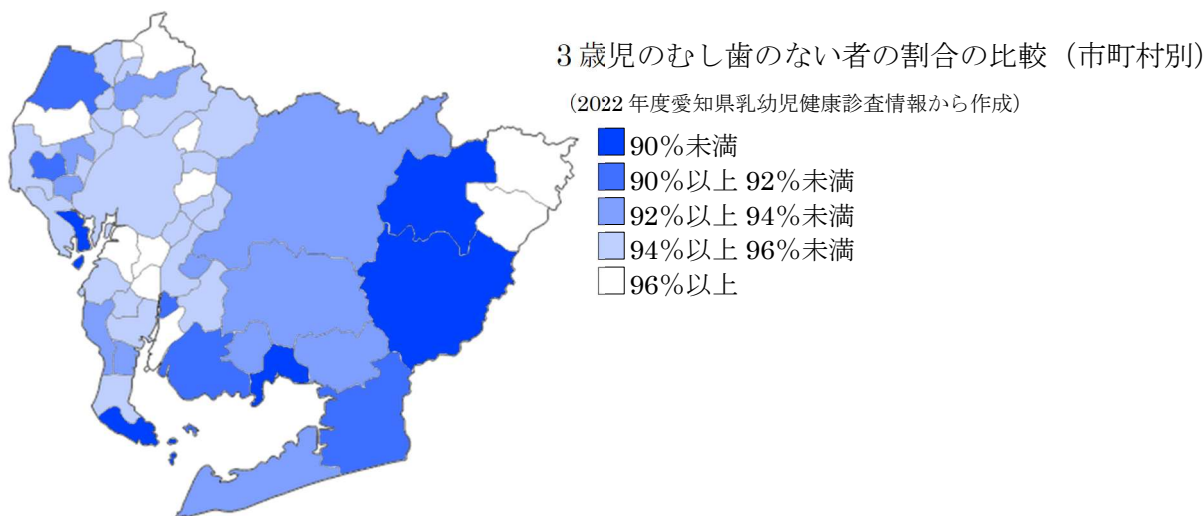 3歳児のむし歯のない者の割合の比較（市町村別）
（2022年度愛知県乳幼児健康診査情報から作成）
90％未満
90％以上 92％未満
92％以上 94％未満
94％以上 96％未満
96％以上